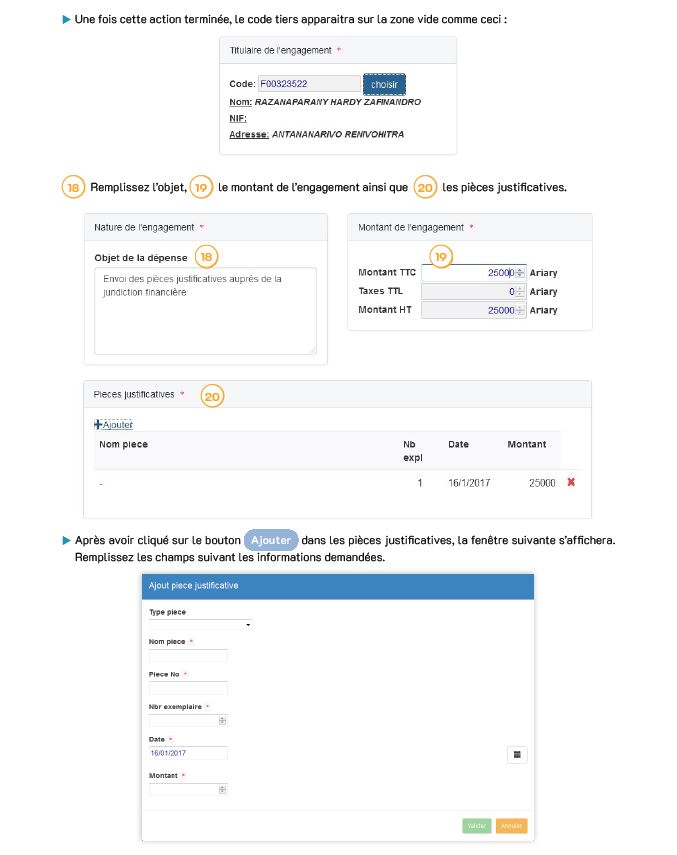 Une fois cette action terminée, le code tiers apparaitra sur la zone vide comme ceci :
Titulaire de l'engagement *
Code: F00323522 choisir
Nom: RAZANAPARANY HARDY ZAFINANDRO
NIF:
Adresse: ANTANANARIVO RENIVOHITRA
18 Remplissez l'objet, 19 le montant de l'engagement ainsi que 20 les pièces justificatives.
Nature de l'engagement *
Objet de la dépense 18
Envoi des pièces justificatives auprès de la
juridiction financière
Montant de l'engagement *
19
Montant TTC 25000 Ariary
Taxes TTL 0 Ariary
Montant HT 25000 Ariary
Pieces justificatives * 20
Ajouter
Nom piece Nb expl Date Montant
- 1 16/1/2017 25000
Après avoir cliqué sur le bouton Ajouter dans les pièces justificatives, la fenêtre suivante s'affichera.
Remplissez les champs suivant les informations demandées.
Ajout piece justificative
Type piece
Nom piece *
Piece No *
Nbr exemplaire *
Date *
16/01/2017
Montant *
Valider Annuler